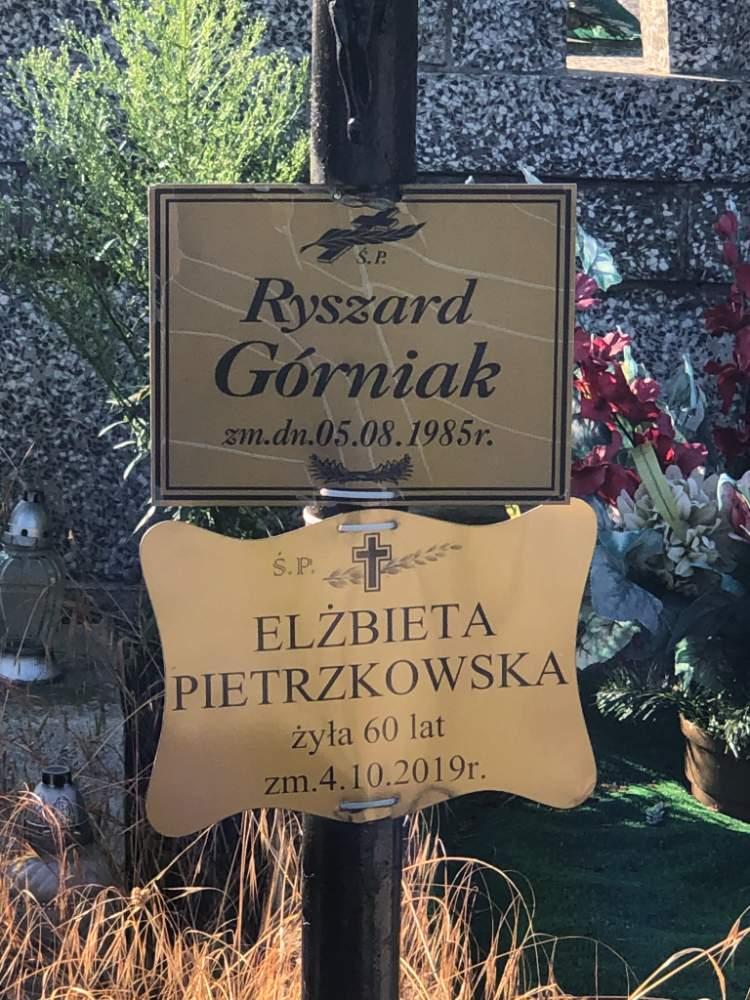 Ś.P.
Ryszard
Górniak
zm.dn.05.08.1985r.
Ś.P.
ELŻBIETA
PIETRZKOWSKA
żyła 60 lat
zm.4.10.2019r.